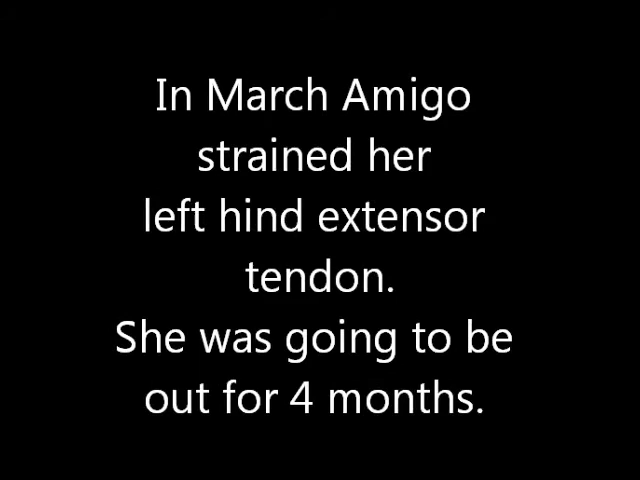 In March Amigo
strained her
left hind extensor
tendon.
She was going to be
out for 4 months.